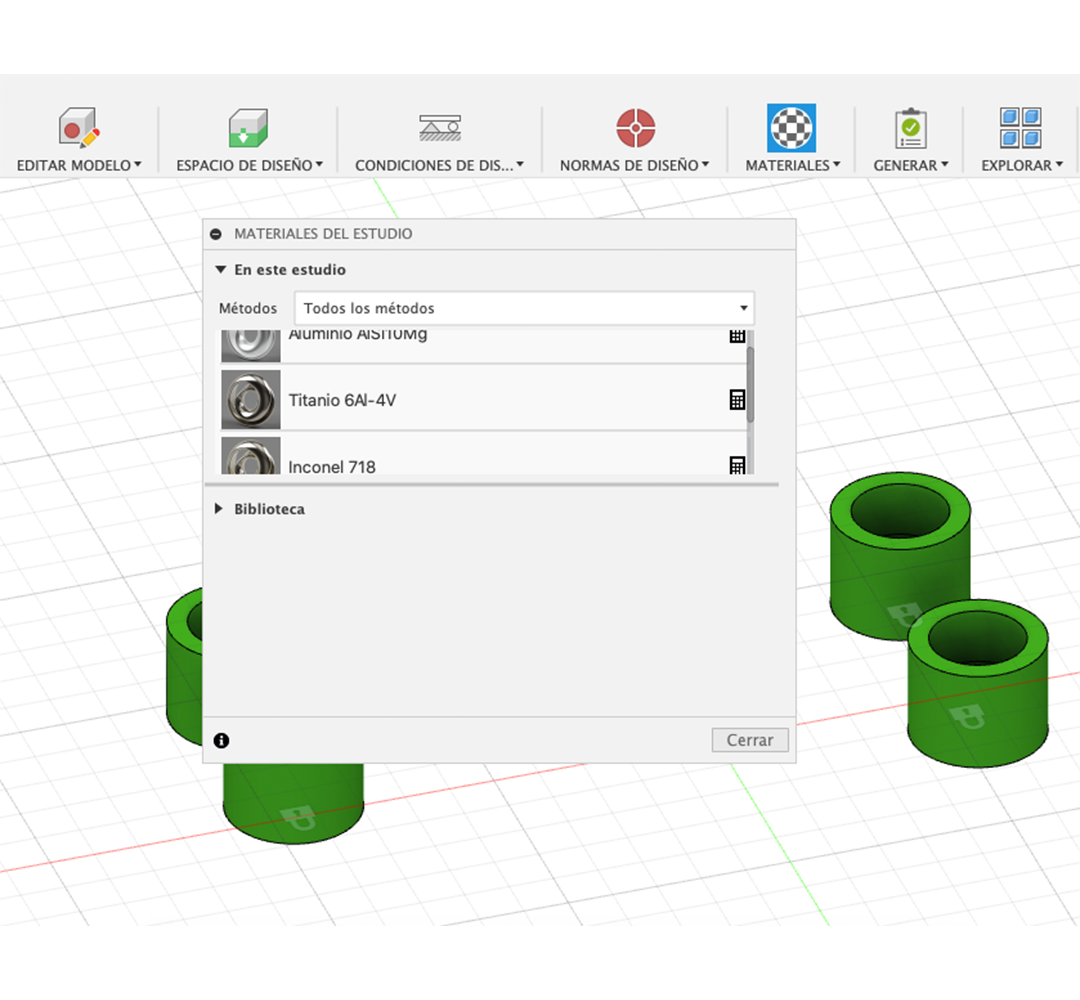 EDITAR MODELO
ESPACIO DE DISEÑO
CONDICIONES DE DIS...
NORMAS DE DISEÑO
MATERIALES
GENERAR
EXPLORAR
MATERIALES DEL ESTUDIO
En este estudio
Métodos Todos los métodos
Aluminio AlSi10Mg
Titanio 6Al-4V
Inconel 718
Biblioteca
Cerrar